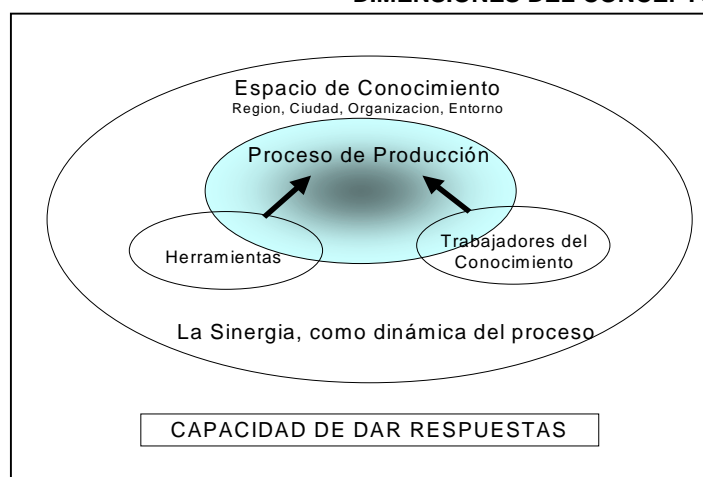 Espacio de Conocimiento
Region, Ciudad, Organizacion, Entorno
Proceso de Producción
Herramientas
Trabajadores del
Conocimiento
La Sinergia, como dinámica del proceso
CAPACIDAD DE DAR RESPUESTAS